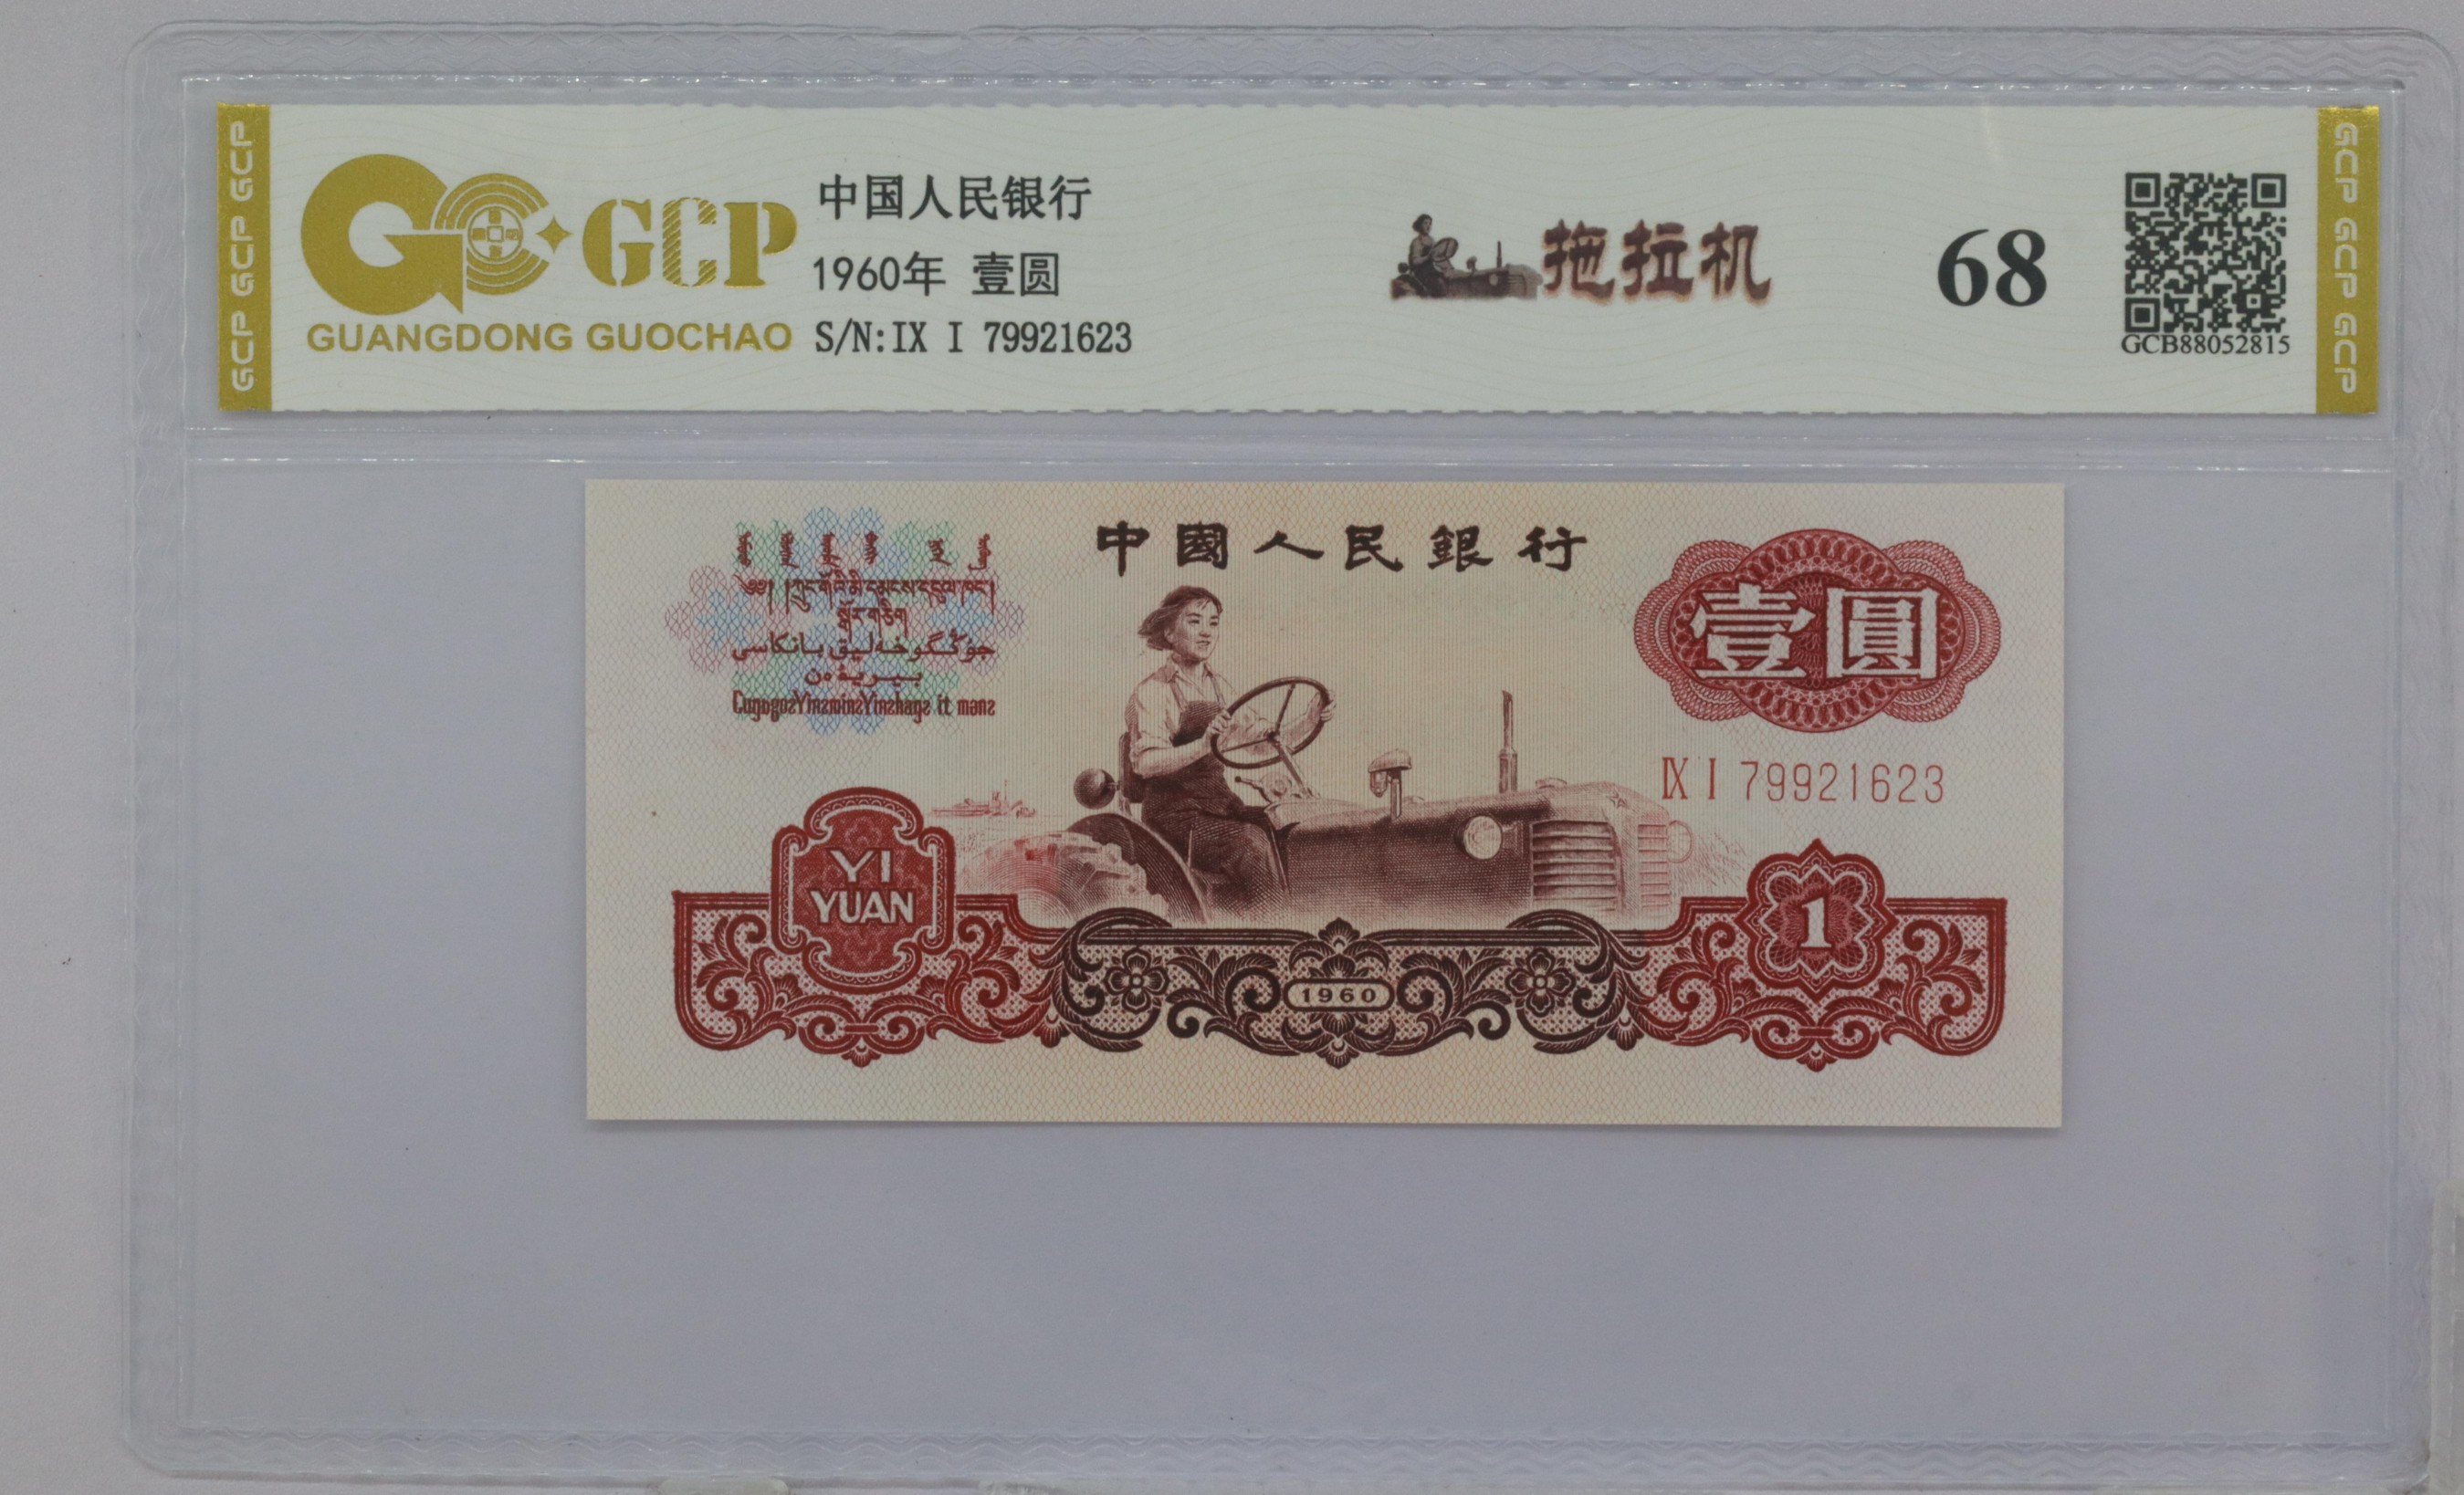 GCP GCP GCP
GCP
GUANGDONG GUOCHAO
中国人民银行
1960年 壹圆
S/N:IX I 79921623
拖拉机
68
GCB88052815
GCP GCP GCP
中國人民銀行
壹圓
IX I 79921623
YI
YUAN
1960
1